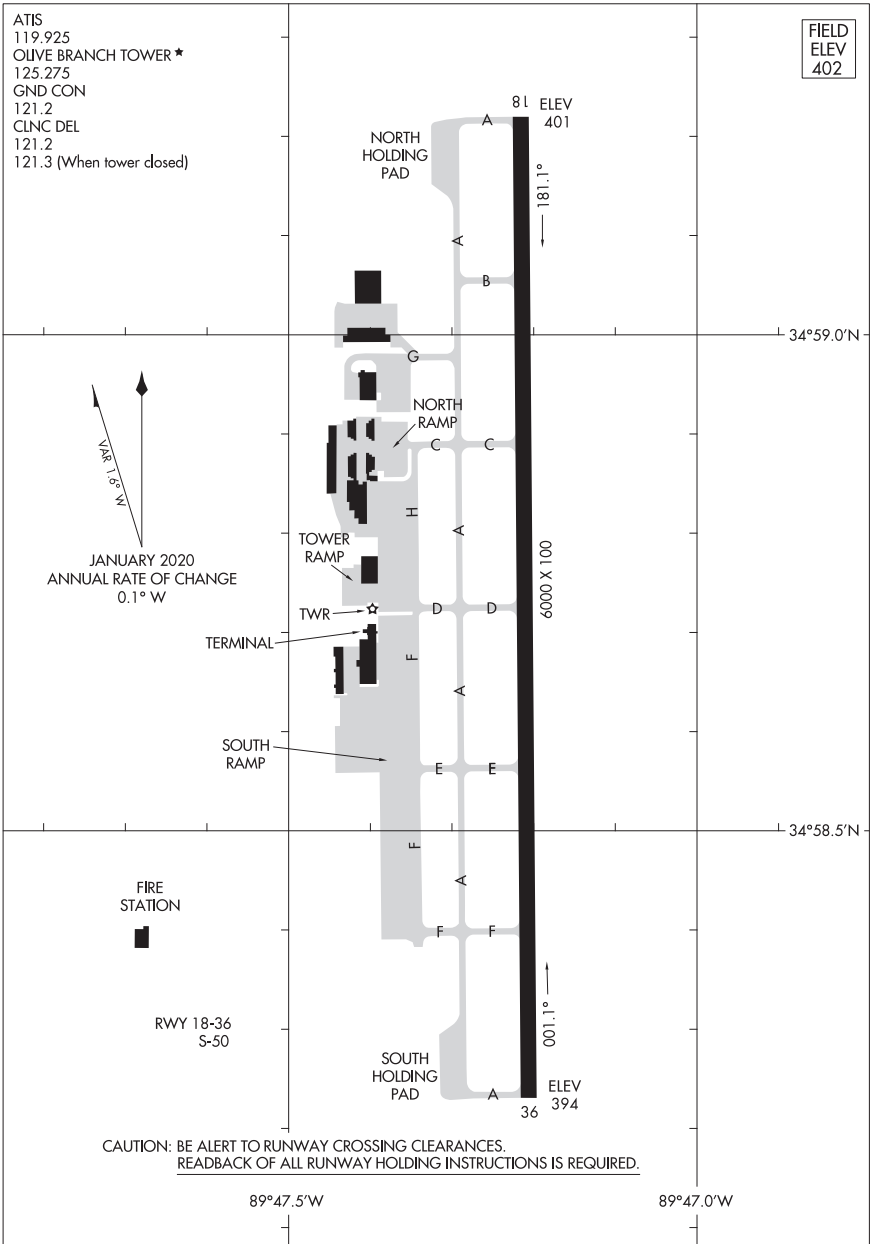 ATIS
119.925
OLIVE BRANCH TOWER★
125.275
GND CON
121.2
CLNC DEL
121.2
121.3 (When tower closed)
FIELD
ELEV
402
18
ELEV
401
A
NORTH
HOLDING
PAD
181.1°
A
B
34°59.0'N
G
NORTH
RAMP
C
C
VAR 1.6° W
H
A
JANUARY 2020
ANNUAL RATE OF CHANGE
0.1° W
TOWER
RAMP
6000 X 100
TWR
D
D
TERMINAL
F
A
SOUTH
RAMP
E
E
34°58.5'N
F
A
FIRE
STATION
F
F
001.1°
RWY 18-36
S-50
SOUTH
HOLDING
PAD
A
ELEV
394
36
CAUTION: BE ALERT TO RUNWAY CROSSING CLEARANCES.
READBACK OF ALL RUNWAY HOLDING INSTRUCTIONS IS REQUIRED.
89°47.5'W
89°47.0'W